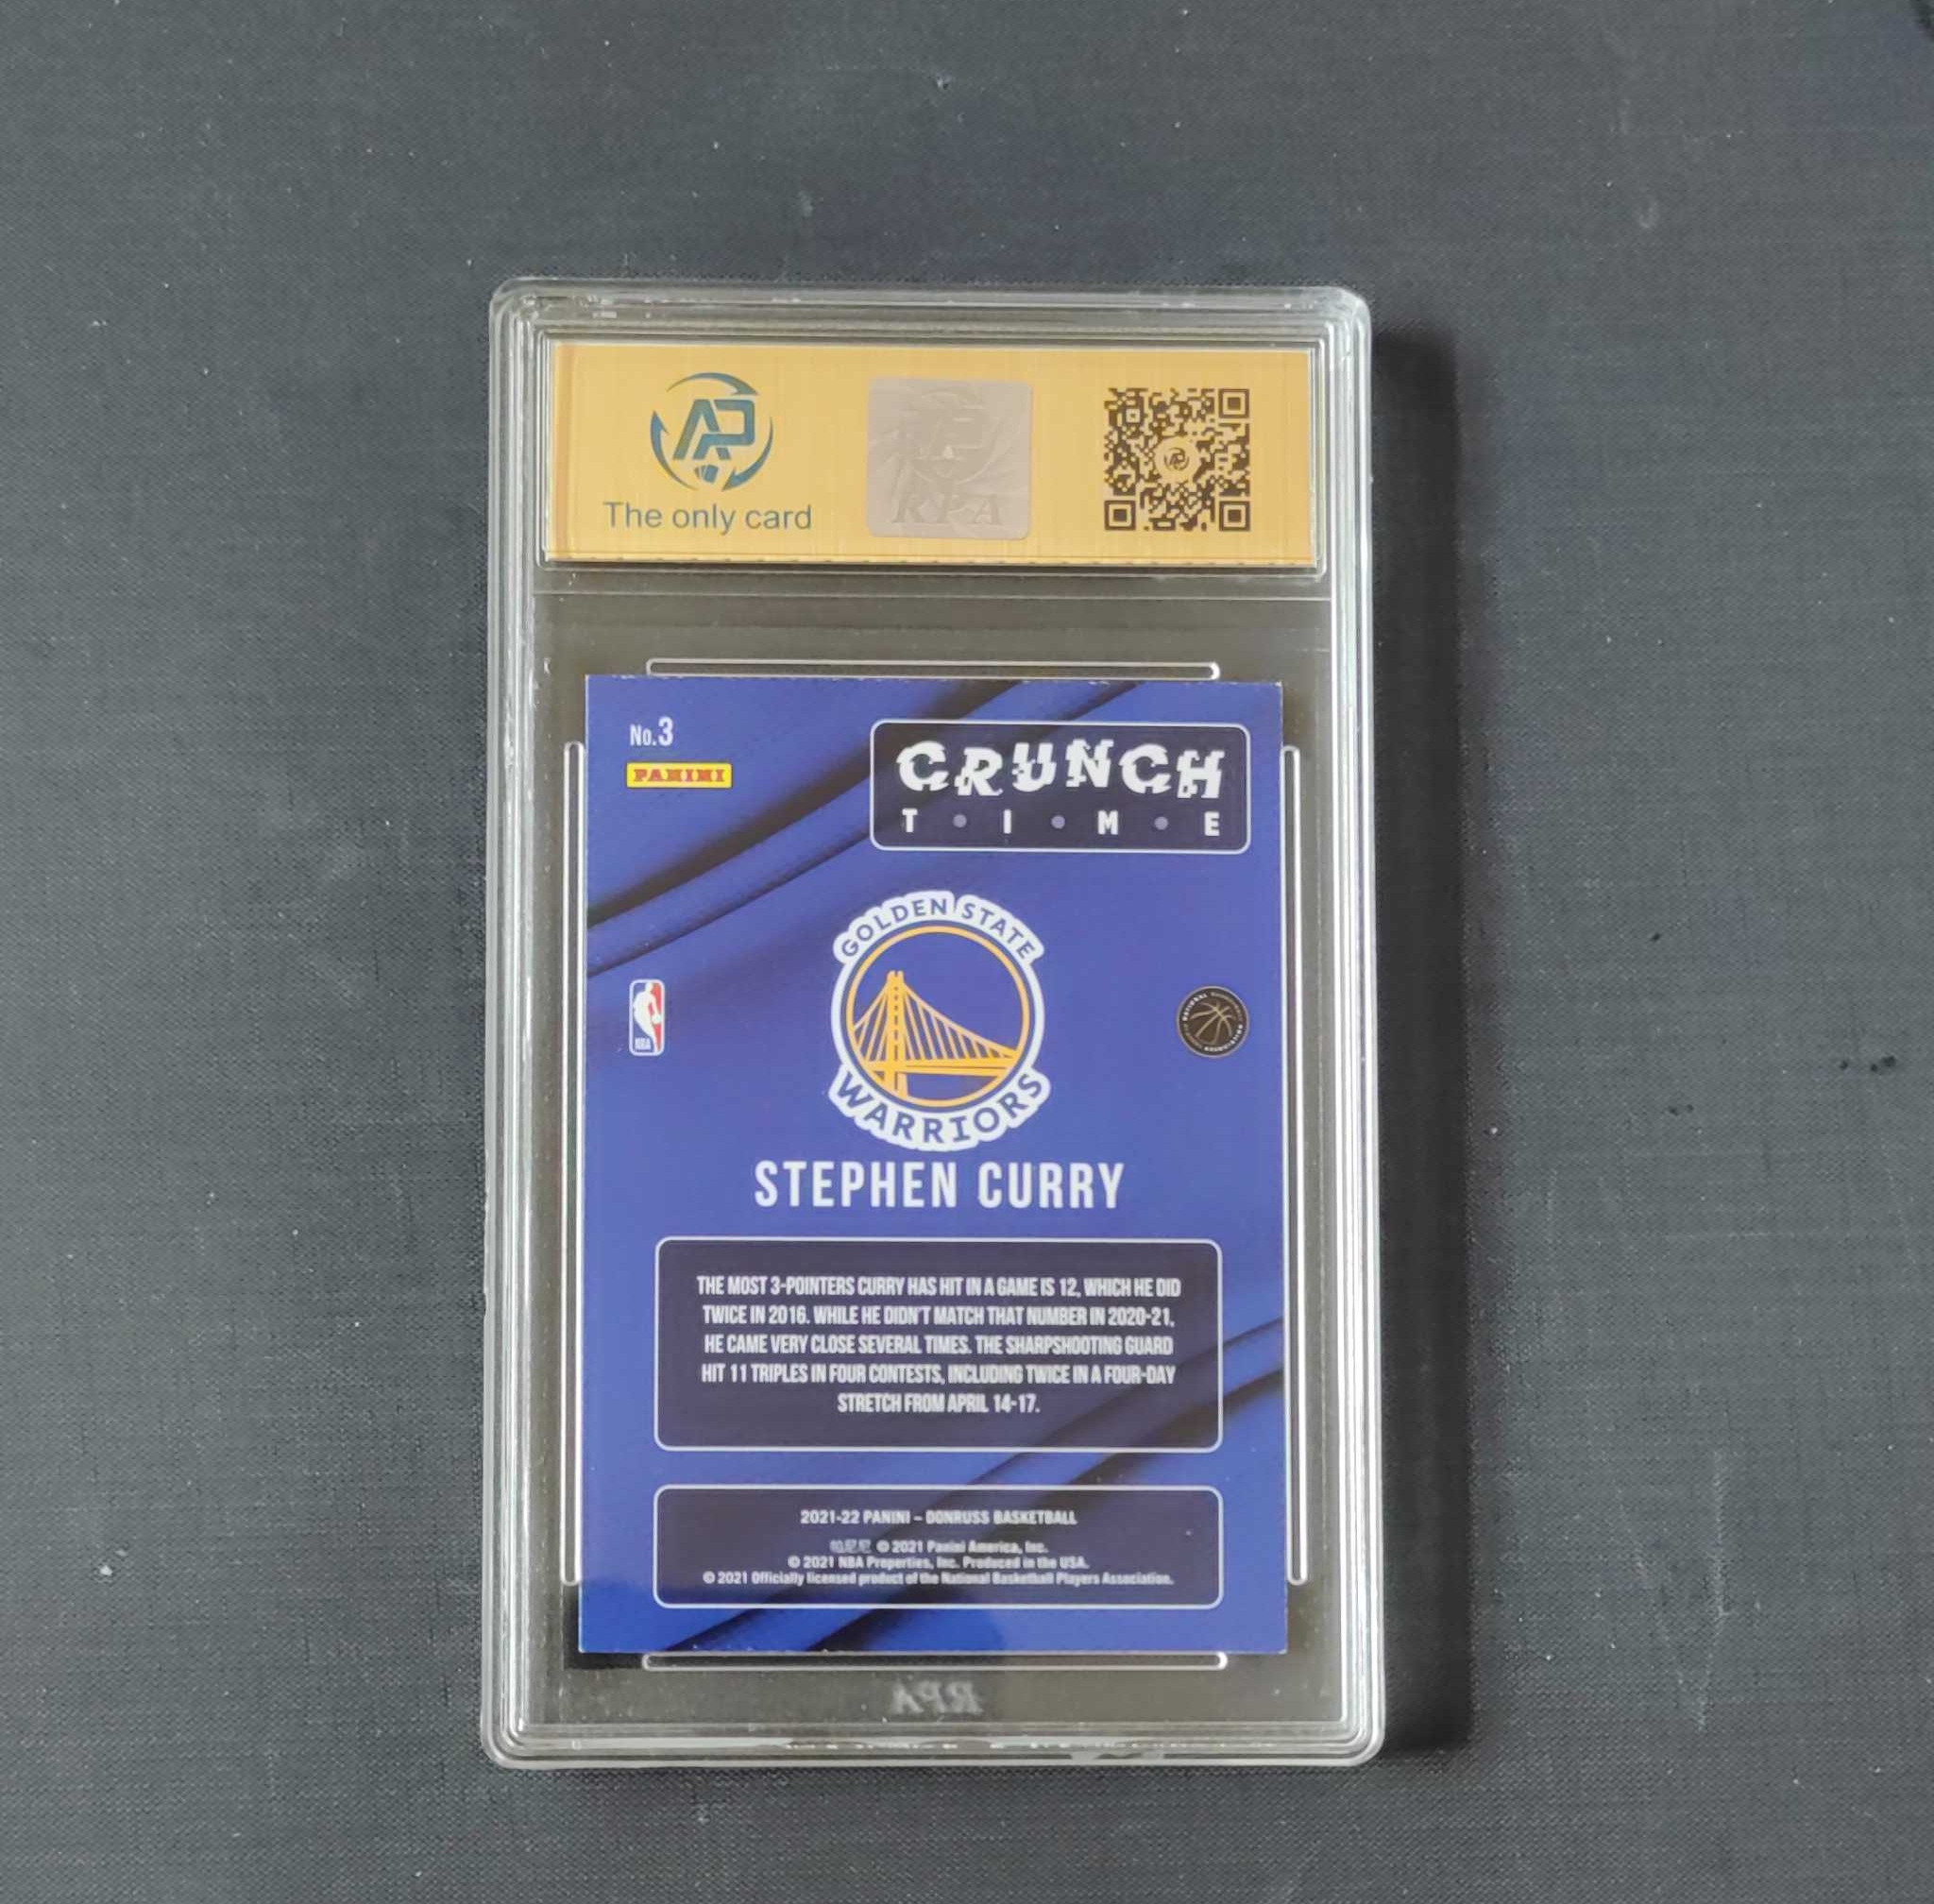 The only card
RPA
No.3
PANINI
CRUNCH
T • I • M • E
GOLDEN STATE
WARRIORS
NBA
STEPHEN CURRY
THE MOST 3-POINTERS CURRY HAS HIT IN A GAME IS 12, WHICH HE DID
TWICE IN 2016. WHILE HE DIDN'T MATCH THAT NUMBER IN 2020-21,
HE CAME VERY CLOSE SEVERAL TIMES. THE SHARPSHOOTING GUARD
HIT 11 TRIPLES IN FOUR CONTESTS, INCLUDING TWICE IN A FOUR-DAY
STRETCH FROM APRIL 14-17.
2021-22 PANINI – DONRUSS BASKETBALL
帕尼尼 © 2021 Panini America, Inc.
© 2021 NBA Properties, Inc. Produced in the USA.
© 2021 Officially licensed product of the National Basketball Players Association.
RPA